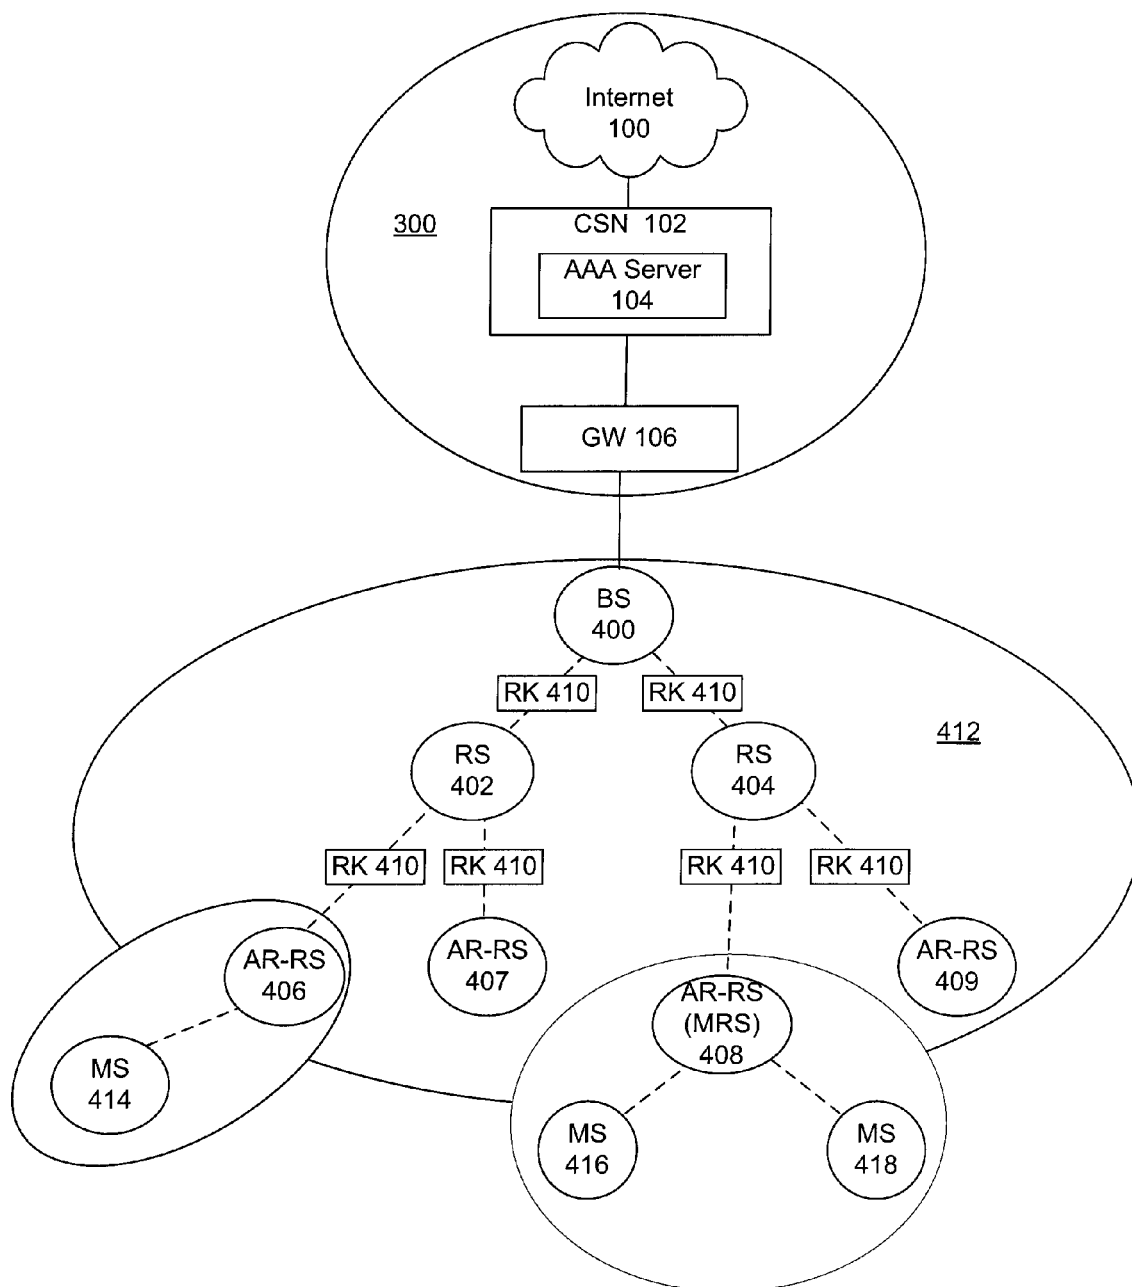 Internet
100
300
CSN 102
AAA Server
104
GW 106
BS
400
RK 410
RK 410
412
RS
402
RS
404
RK 410
RK 410
RK 410
RK 410
AR-RS
406
AR-RS
407
AR-RS
(MRS)
408
AR-RS
409
MS
414
MS
416
MS
418